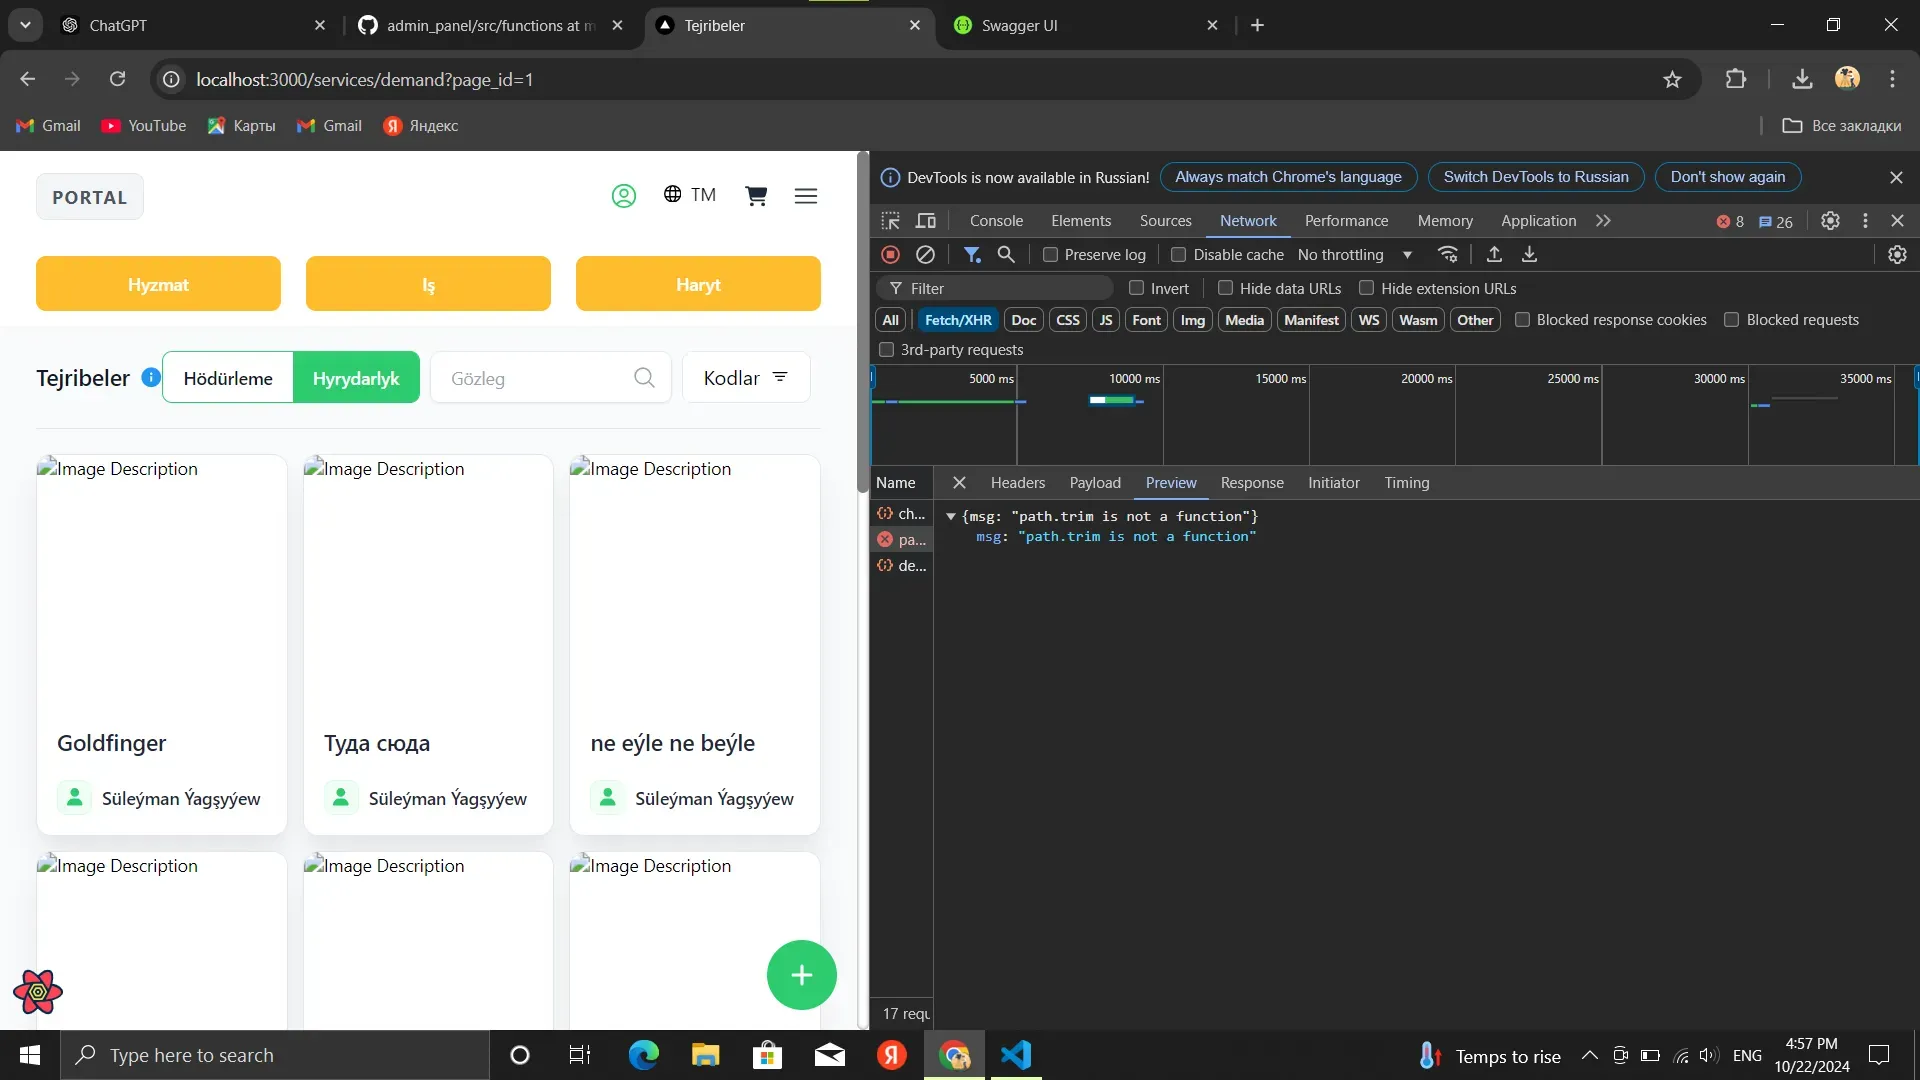 ChatGPT
admin_panel/src/functions at m
Tejribeler
Swagger UI
localhost:3000/services/demand?page_id=1
Gmail
YouTube
Карты
Gmail
Яндекс
Все закладки
PORTAL
TM
Hyzmat
Iş
Haryt
Tejribeler
Hödürleme
Hyrydarlyk
Gözleg
Kodlar
Image Description
Image Description
Image Description
Goldfinger
Туда сюда
ne eýle ne beýle
Süleýman Ýagşyýew
Süleýman Ýagşyýew
Süleýman Ýagşyýew
Image Description
Image Description
Image Description
DevTools is now available in Russian!
Always match Chrome's language
Switch DevTools to Russian
Don't show again
Console
Elements
Sources
Network
Performance
Memory
Application
8
26
Preserve log
Disable cache
No throttling
Filter
Invert
Hide data URLs
Hide extension URLs
All
Fetch/XHR
Doc
CSS
JS
Font
Img
Media
Manifest
WS
Wasm
Other
Blocked response cookies
Blocked requests
3rd-party requests
5000 ms
10000 ms
15000 ms
20000 ms
25000 ms
30000 ms
35000 ms
Name
Headers
Payload
Preview
Response
Initiator
Timing
ch...
pa...
de...
{msg: "path.trim is not a function"}
msg: "path.trim is not a function"
17 requ
Type here to search
Temps to rise
ENG
4:57 PM
10/22/2024